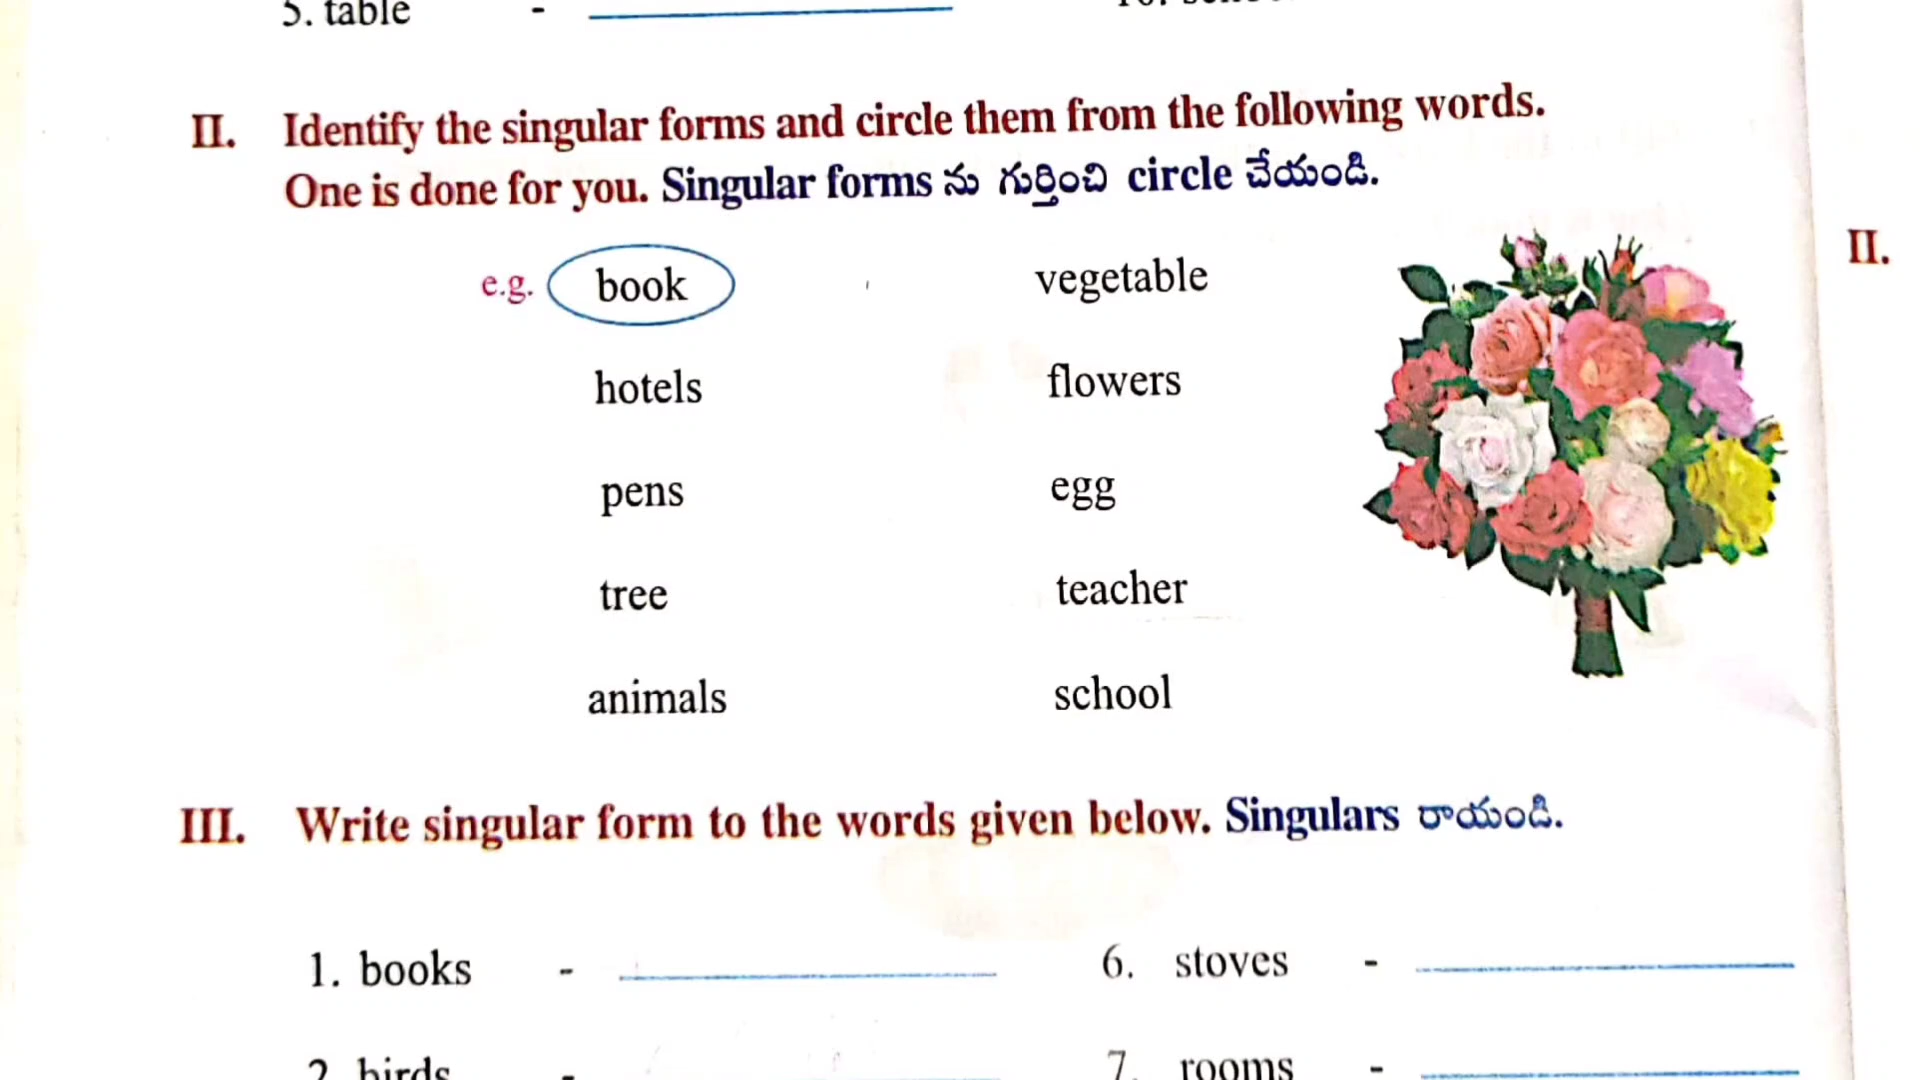 5. table -
II. Identify the singular forms and circle them from the following words.
One is done for you. Singular forms ను గుర్తించి circle చేయండి.
II.
e.g. book vegetable
hotels flowers
pens egg
tree teacher
animals school
III. Write singular form to the words given below. Singulars రాయండి.
1. books - 6. stoves -
2. birds - 7. rooms -